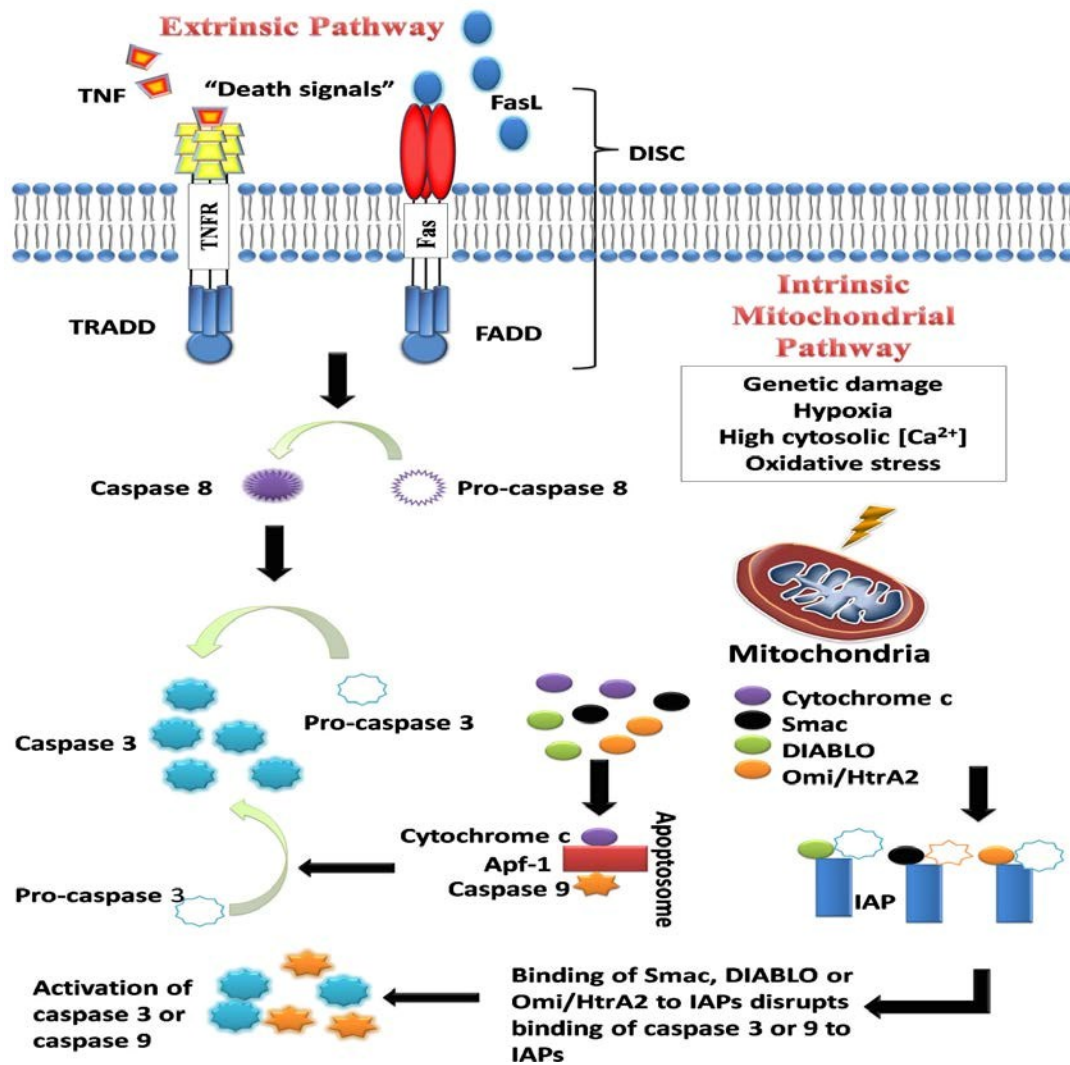 Extrinsic Pathway
TNF
“Death signals”
FasL
DISC
TNFR
Fas
TRADD
FADD
Intrinsic
Mitochondrial
Pathway
Genetic damage
Hypoxia
High cytosolic [Ca²⁺]
Oxidative stress
Caspase 8
Pro-caspase 8
Mitochondria
Cytochrome c
Smac
DIABLO
Omi/HtrA2
Pro-caspase 3
Caspase 3
Cytochrome c
Apf-1
Caspase 9
Apoptosome
Pro-caspase 3
IAP
Binding of Smac, DIABLO or
Omi/HtrA2 to IAPs disrupts
binding of caspase 3 or 9 to
IAPs
Activation of
caspase 3 or
caspase 9